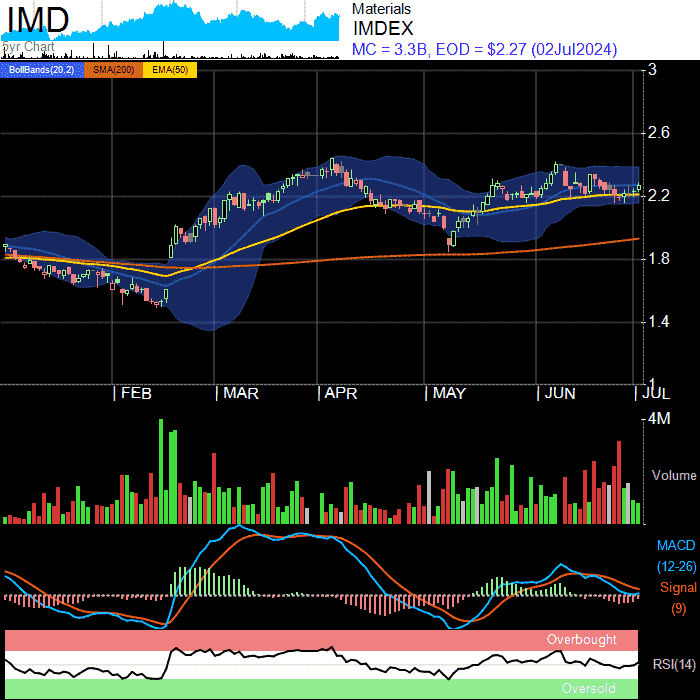 IMD
5yr Chart
Materials
IMDEX
MC = 3.3B, EOD = $2.27 (02Jul2024)
BollBands(20,2) SMA(200) EMA(50)
3
2.6
2.2
1.8
1.4
1
FEB MAR APR MAY JUN JUL
4M
Volume
MACD
(12-26)
Signal
(9)
Overbought
RSI(14)
Oversold